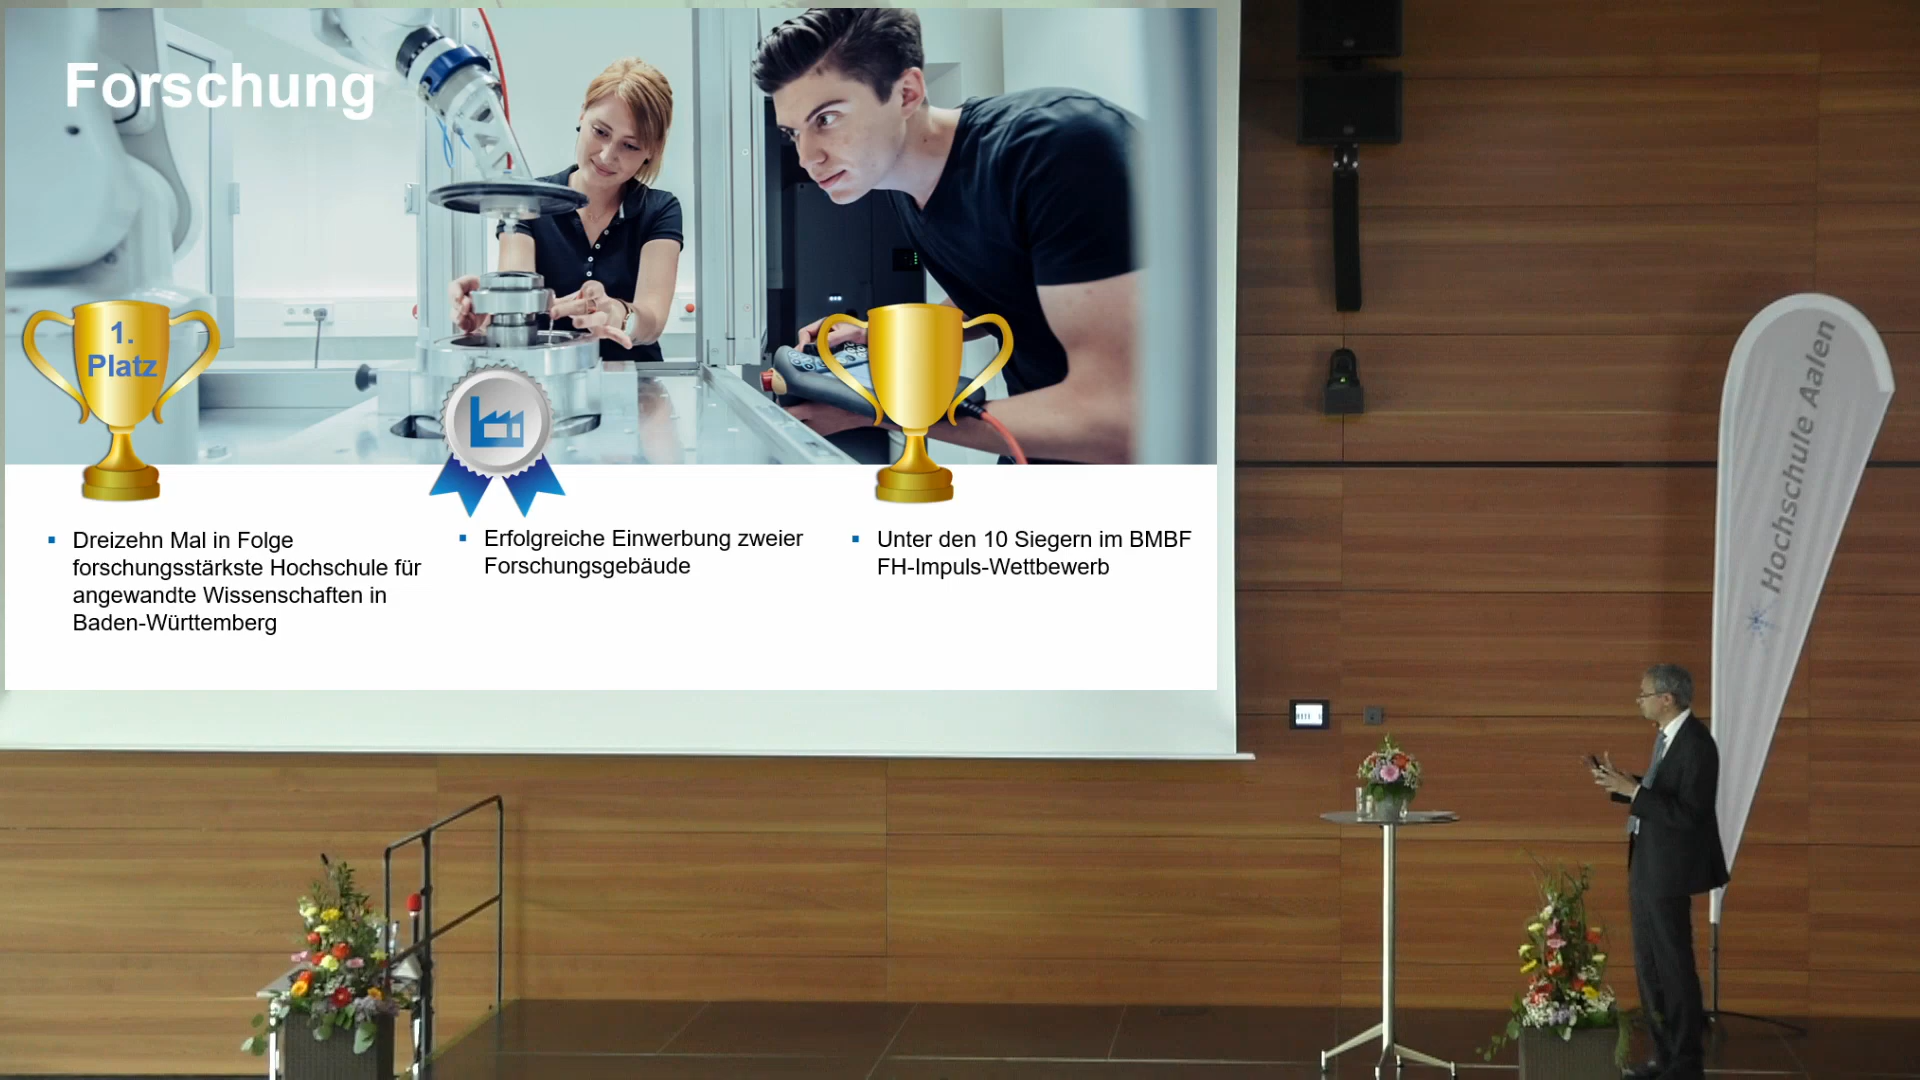 Forschung
1.
Platz
Dreizehn Mal in Folge
forschungsstärkste Hochschule für
angewandte Wissenschaften in
Baden-Württemberg
Erfolgreiche Einwerbung zweier
Forschungsgebäude
Unter den 10 Siegern im BMBF
FH-Impuls-Wettbewerb
Hochschule Aalen